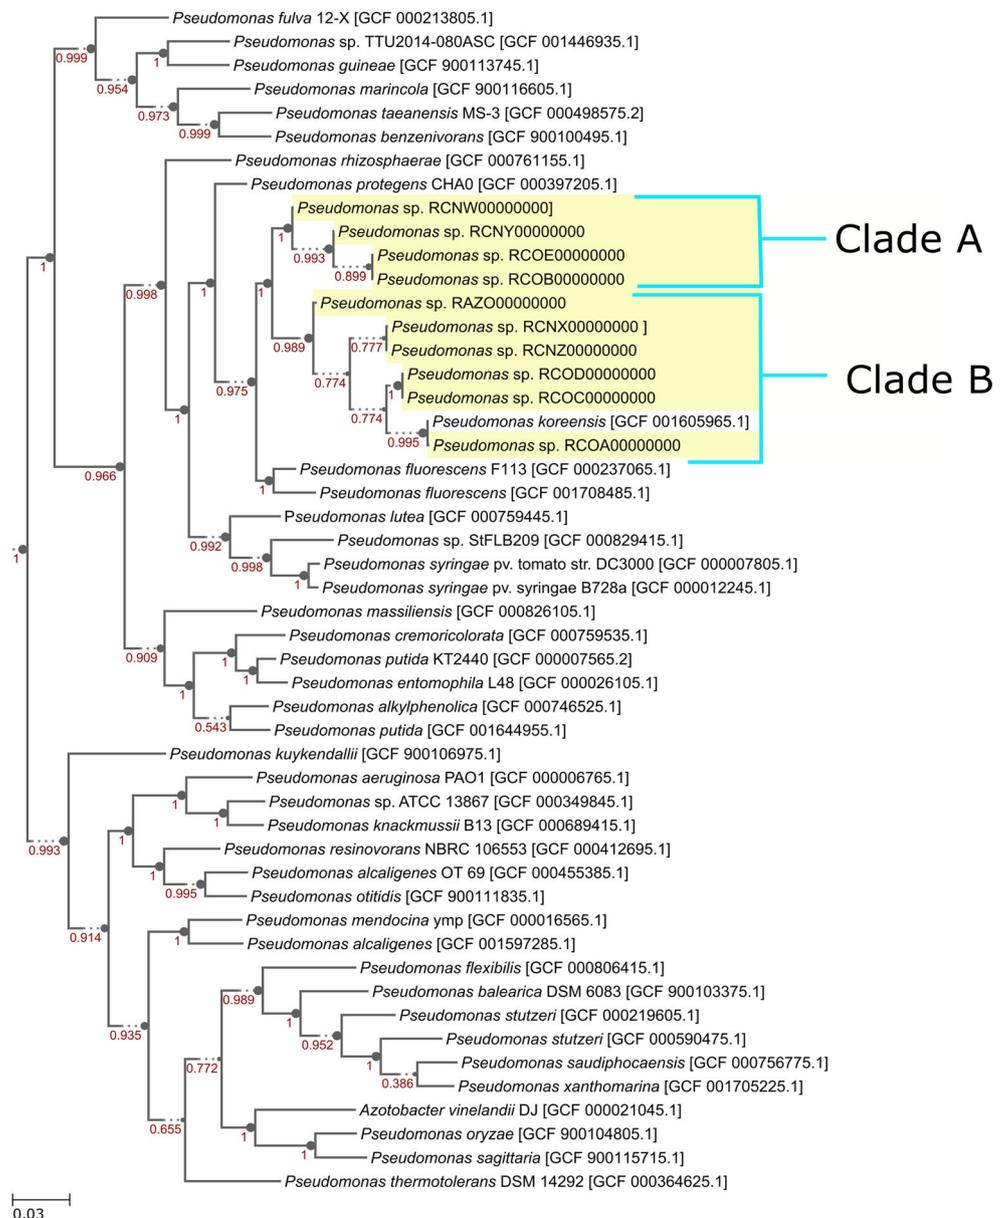 Pseudomonas fulva 12-X [GCF 000213805.1]
Pseudomonas sp. TTU2014-080ASC [GCF 001446935.1]
0.999
1
Pseudomonas guineae [GCF 900113745.1]
0.954
Pseudomonas marincola [GCF 900116605.1]
0.973
Pseudomonas taeanensis MS-3 [GCF 000498575.2]
0.999
Pseudomonas benzenivorans [GCF 900100495.1]
Pseudomonas rhizosphaerae [GCF 000761155.1]
Pseudomonas protegens CHA0 [GCF 000397205.1]
Pseudomonas sp. RCNW00000000]
1
Pseudomonas sp. RCNY00000000
Clade A
0.993
Pseudomonas sp. RCOE00000000
1
0.899
Pseudomonas sp. RCOB00000000
0.998
1
1
Pseudomonas sp. RAZO00000000
Pseudomonas sp. RCNX00000000 ]
0.989
0.777
Pseudomonas sp. RCNZ00000000
Clade B
Pseudomonas sp. RCOD00000000
0.774
0.975
1
Pseudomonas sp. RCOC00000000
1
0.774
Pseudomonas koreensis [GCF 001605965.1]
0.995
Pseudomonas sp. RCOA00000000
Pseudomonas fluorescens F113 [GCF 000237065.1]
0.966
1
Pseudomonas fluorescens [GCF 001708485.1]
Pseudomonas lutea [GCF 000759445.1]
Pseudomonas sp. StFLB209 [GCF 000829415.1]
0.992
1
Pseudomonas syringae pv. tomato str. DC3000 [GCF 000007805.1]
0.998
1
Pseudomonas syringae pv. syringae B728a [GCF 000012245.1]
Pseudomonas massiliensis [GCF 000826105.1]
Pseudomonas cremoricolorata [GCF 000759535.1]
0.909
1
Pseudomonas putida KT2440 [GCF 000007565.2]
1
Pseudomonas entomophila L48 [GCF 000026105.1]
1
Pseudomonas alkylphenolica [GCF 000746525.1]
0.543
Pseudomonas putida [GCF 001644955.1]
Pseudomonas kuykendallii [GCF 900106975.1]
Pseudomonas aeruginosa PAO1 [GCF 000006765.1]
1
Pseudomonas sp. ATCC 13867 [GCF 000349845.1]
1
Pseudomonas knackmussii B13 [GCF 000689415.1]
1
0.993
Pseudomonas resinovorans NBRC 106553 [GCF 000412695.1]
1
Pseudomonas alcaligenes OT 69 [GCF 000455385.1]
0.995
Pseudomonas otitidis [GCF 900111835.1]
Pseudomonas mendocina ymp [GCF 000016565.1]
0.914
1
Pseudomonas alcaligenes [GCF 001597285.1]
Pseudomonas flexibilis [GCF 000806415.1]
Pseudomonas balearica DSM 6083 [GCF 900103375.1]
0.989
Pseudomonas stutzeri [GCF 000219605.1]
1
0.935
Pseudomonas stutzeri [GCF 000590475.1]
0.952
Pseudomonas saudiphocaensis [GCF 000756775.1]
1
0.772
0.386
Pseudomonas xanthomarina [GCF 001705225.1]
Azotobacter vinelandii DJ [GCF 000021045.1]
0.655
1
Pseudomonas oryzae [GCF 900104805.1]
1
Pseudomonas sagittaria [GCF 900115715.1]
Pseudomonas thermotolerans DSM 14292 [GCF 000364625.1]
0.03